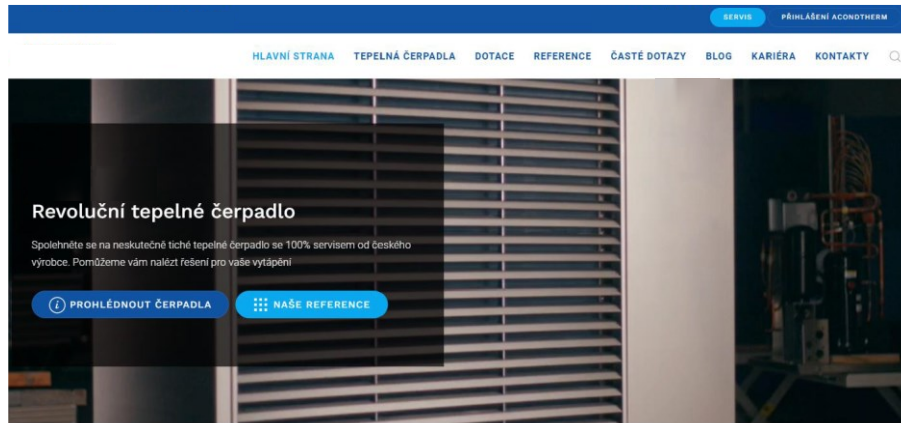 SERVIS
PŘIHLÁŠENÍ ACONDTHERM
HLAVNÍ STRANA TEPELNÁ ČERPADLA DOTACE REFERENCE ČASTÉ DOTAZY BLOG KARIÉRA KONTAKTY
Revoluční tepelné čerpadlo
Spolehněte se na neskutečně tiché tepelné čerpadlo se 100% servisem od českého
výrobce. Pomůžeme vám nalézt řešení pro vaše vytápění
PROHLÉDNOUT ČERPADLA
NAŠE REFERENCE